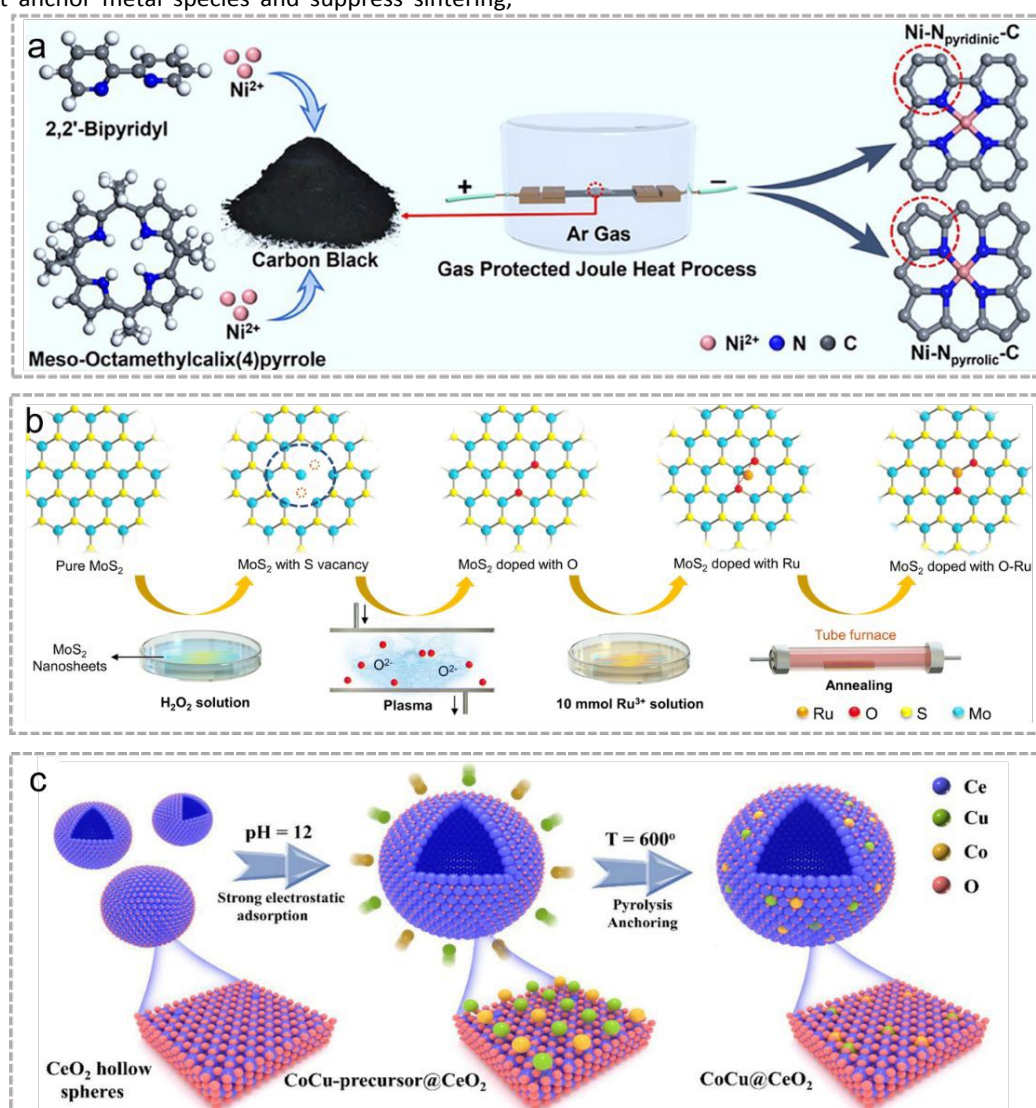 anchor metal species and suppress sintering,
a
2,2'-Bipyridyl
Ni²⁺
Meso-Octamethylcalix(4)pyrrole
Ni²⁺
Carbon Black
+
−
Ar Gas
Gas Protected Joule Heat Process
Ni-Npyridinic-C
Ni-Npyrrolic-C
Ni²⁺ N C
b
Pure MoS₂
MoS₂ with S vacancy
MoS₂ doped with O
MoS₂ doped with Ru
MoS₂ doped with O-Ru
MoS₂
Nanosheets
H₂O₂ solution
O²⁻
O²⁻
Plasma
10 mmol Ru³⁺ solution
Tube furnace
Annealing
Ru O S Mo
c
pH = 12
Strong electrostatic
adsorption
T = 600°
Pyrolysis
Anchoring
Ce
Cu
Co
O
CeO₂ hollow
spheres
CoCu-precursor@CeO₂
CoCu@CeO₂